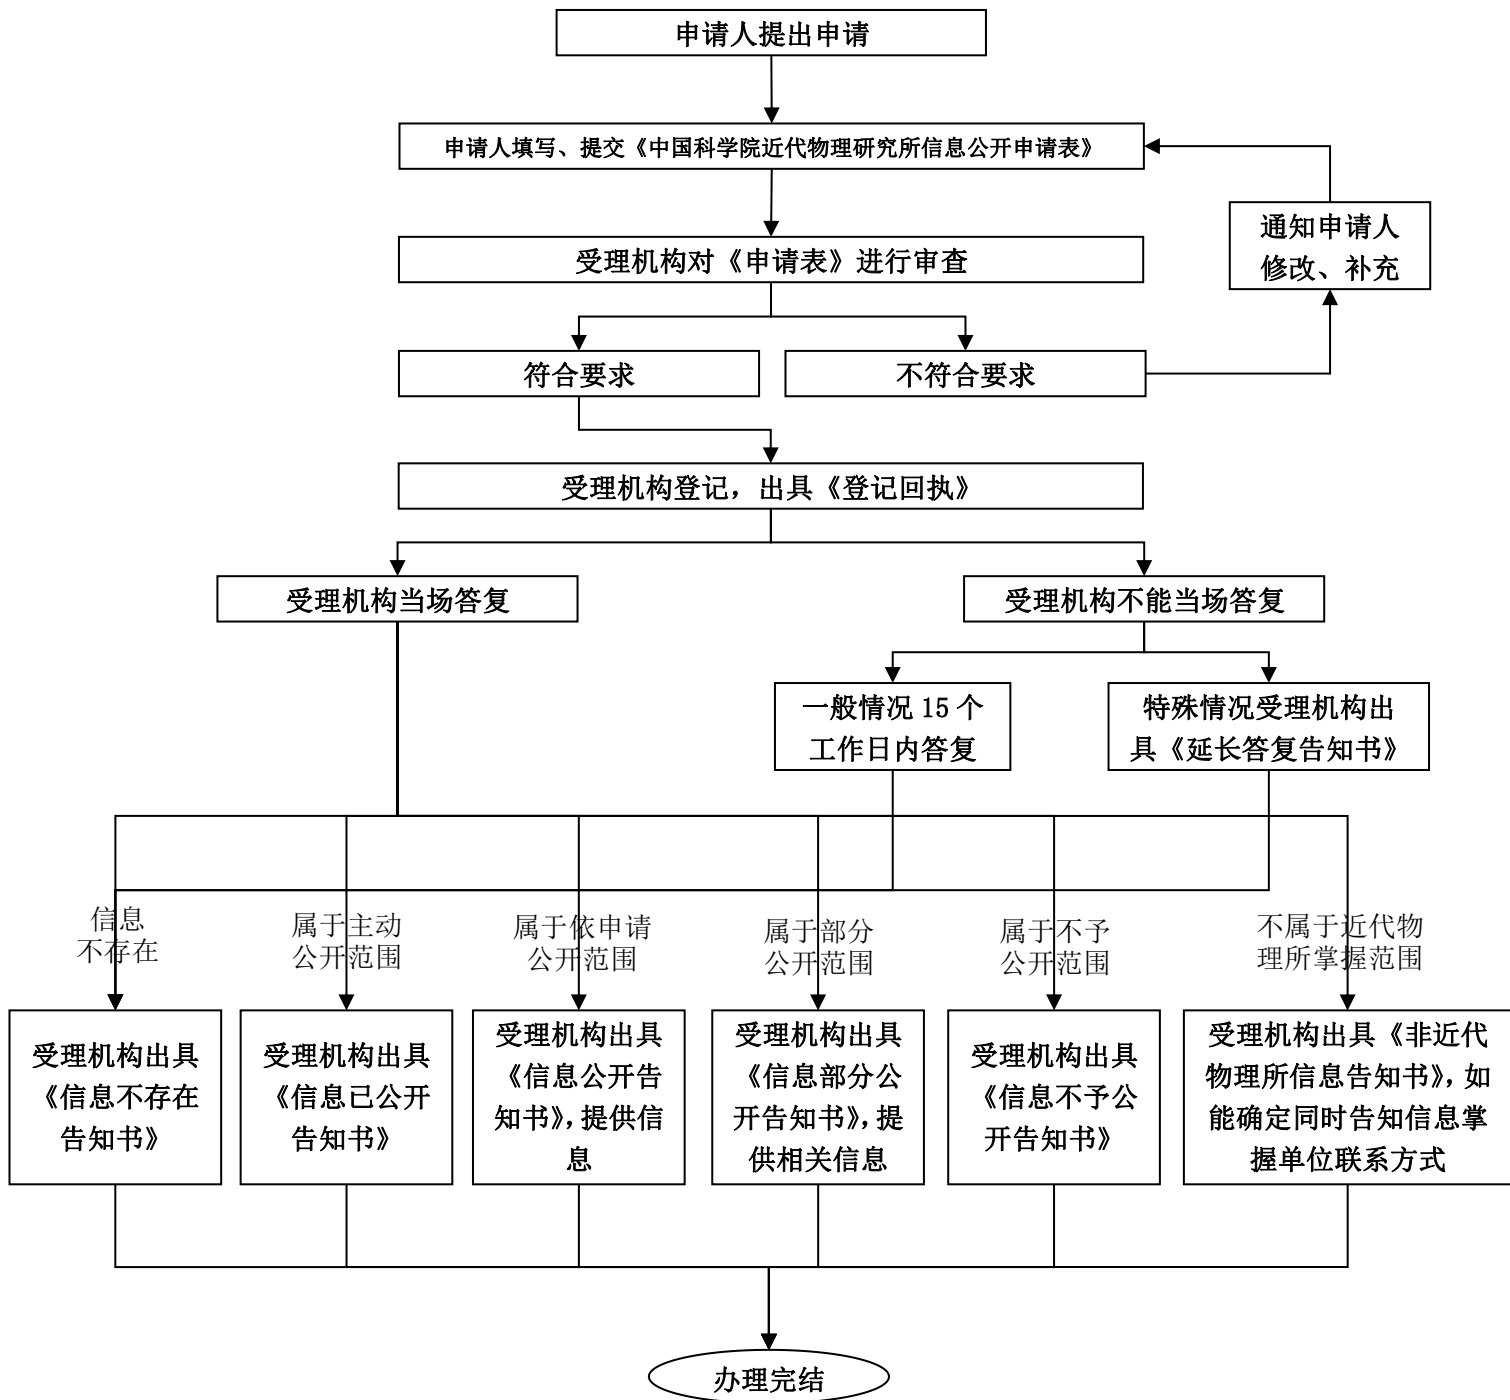 申请人提出申请
申请人填写、提交《中国科学院近代物理研究所信息公开申请表》
通知申请人
修改、补充
受理机构对《申请表》进行审查
符合要求
不符合要求
受理机构登记，出具《登记回执》
受理机构当场答复
受理机构不能当场答复
一般情况 15 个
工作日内答复
特殊情况受理机构出
具《延长答复告知书》
信息
不存在
属于主动
公开范围
属于依申请
公开范围
属于部分
公开范围
属于不予
公开范围
不属于近代物
理所掌握范围
受理机构出具
《信息不存在
告知书》
受理机构出具
《信息已公开
告知书》
受理机构出具
《信息公开告
知书》，提供信
息
受理机构出具
《信息部分公
开告知书》，提
供相关信息
受理机构出具
《信息不予公
开告知书》
受理机构出具《非近代
物理所信息告知书》，如
能确定同时告知信息掌
握单位联系方式
办理完结